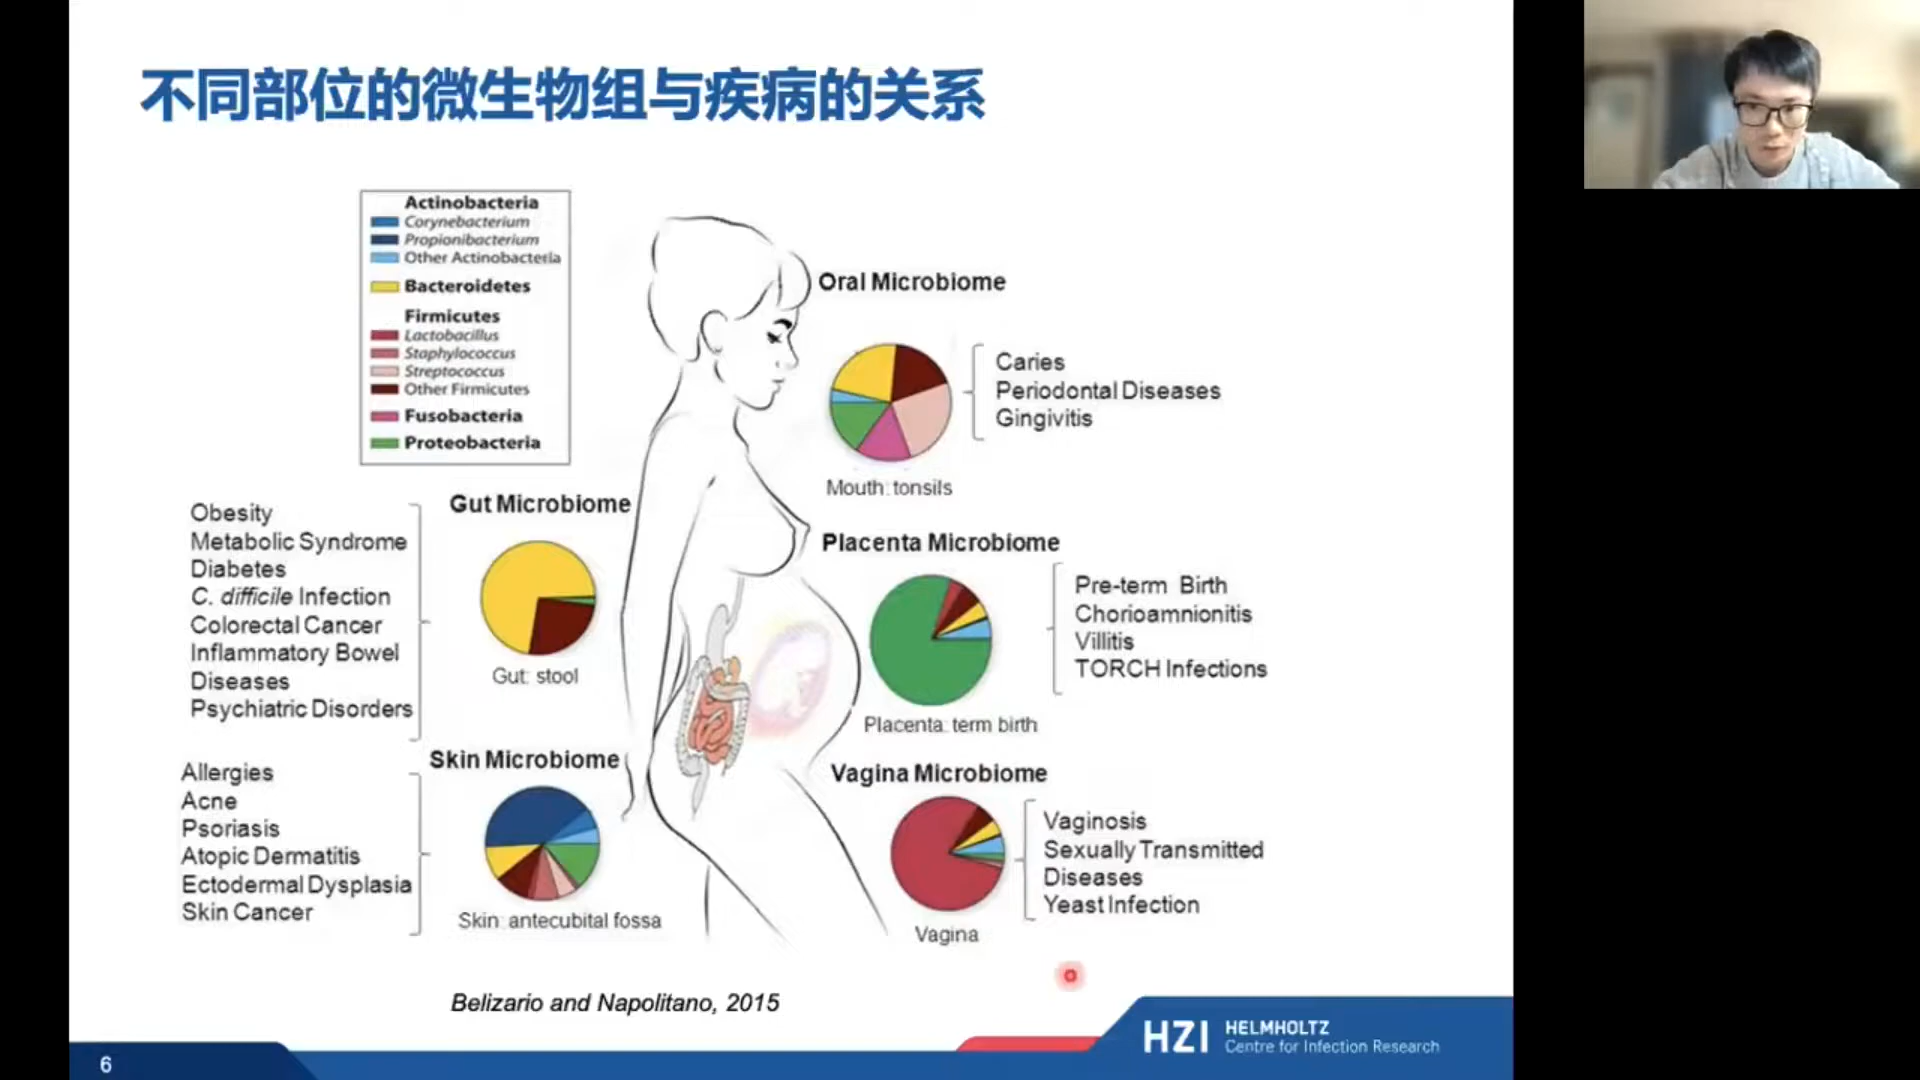 不同部位的微生物组与疾病的关系
Actinobacteria
Corynebacterium
Propionibacterium
Other Actinobacteria
Bacteroidetes
Firmicutes
Lactobacillus
Staphylococcus
Streptococcus
Other Firmicutes
Fusobacteria
Proteobacteria
Oral Microbiome
Caries
Periodontal Diseases
Gingivitis
Mouth: tonsils
Gut Microbiome
Obesity
Metabolic Syndrome
Diabetes
C. difficile Infection
Colorectal Cancer
Inflammatory Bowel
Diseases
Psychiatric Disorders
Gut: stool
Placenta Microbiome
Pre-term Birth
Chorioamnionitis
Villitis
TORCH Infections
Placenta: term birth
Skin Microbiome
Allergies
Acne
Psoriasis
Atopic Dermatitis
Ectodermal Dysplasia
Skin Cancer
Skin: antecubital fossa
Vagina Microbiome
Vaginosis
Sexually Transmitted
Diseases
Yeast Infection
Vagina
Belizario and Napolitano, 2015
HZI HELMHOLTZ
Centre for Infection Research
6